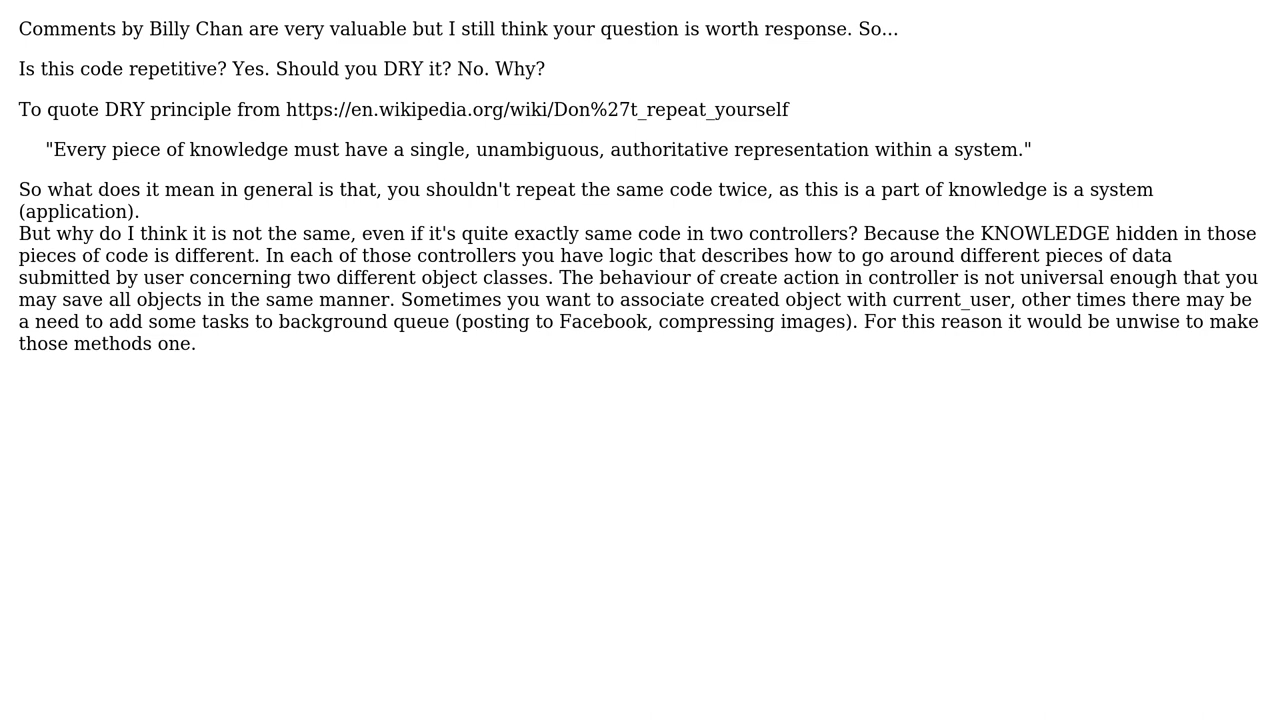 Comments by Billy Chan are very valuable but I still think your question is worth response. So...
Is this code repetitive? Yes. Should you DRY it? No. Why?
To quote DRY principle from https://en.wikipedia.org/wiki/Don%27t_repeat_yourself
"Every piece of knowledge must have a single, unambiguous, authoritative representation within a system."
So what does it mean in general is that, you shouldn't repeat the same code twice, as this is a part of knowledge is a system
(application).
But why do I think it is not the same, even if it's quite exactly same code in two controllers? Because the KNOWLEDGE hidden in those
pieces of code is different. In each of those controllers you have logic that describes how to go around different pieces of data
submitted by user concerning two different object classes. The behaviour of create action in controller is not universal enough that you
may save all objects in the same manner. Sometimes you want to associate created object with current_user, other times there may be
a need to add some tasks to background queue (posting to Facebook, compressing images). For this reason it would be unwise to make
those methods one.